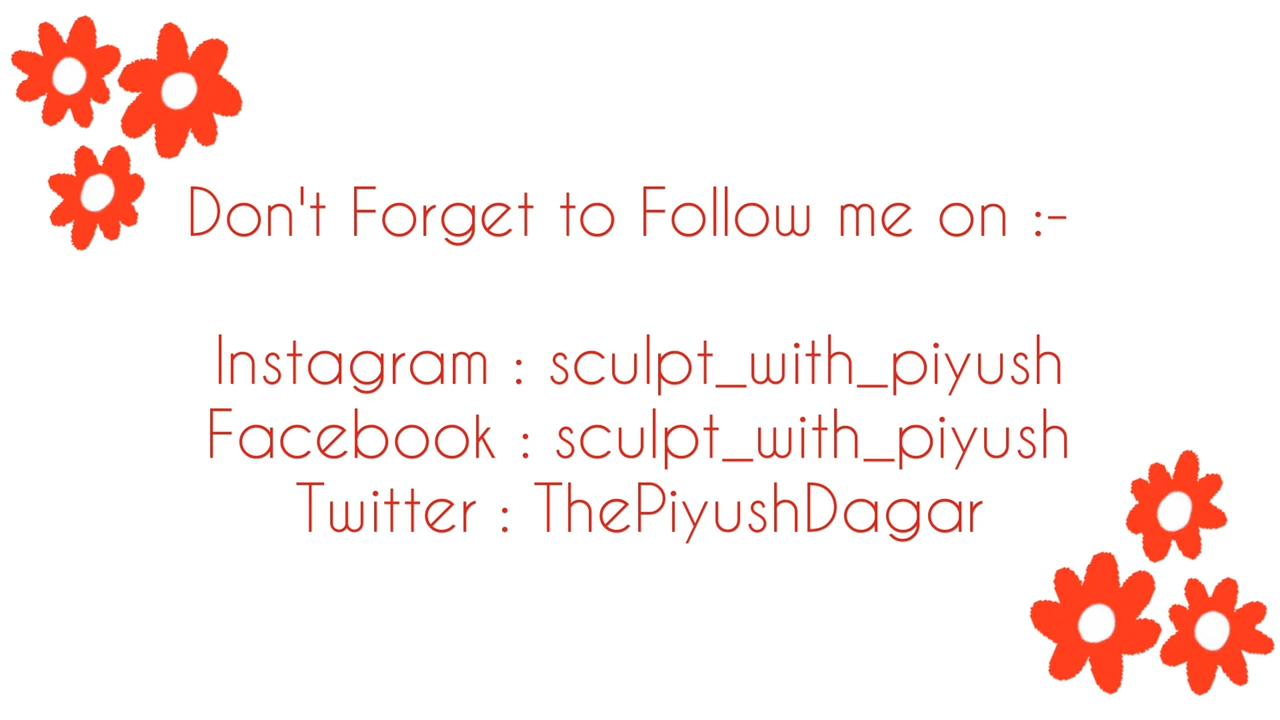 Don't Forget to Follow me on :-
Instagram : sculpt_with_piyush
Facebook : sculpt_with_piyush
Twitter : ThePiyushDagar